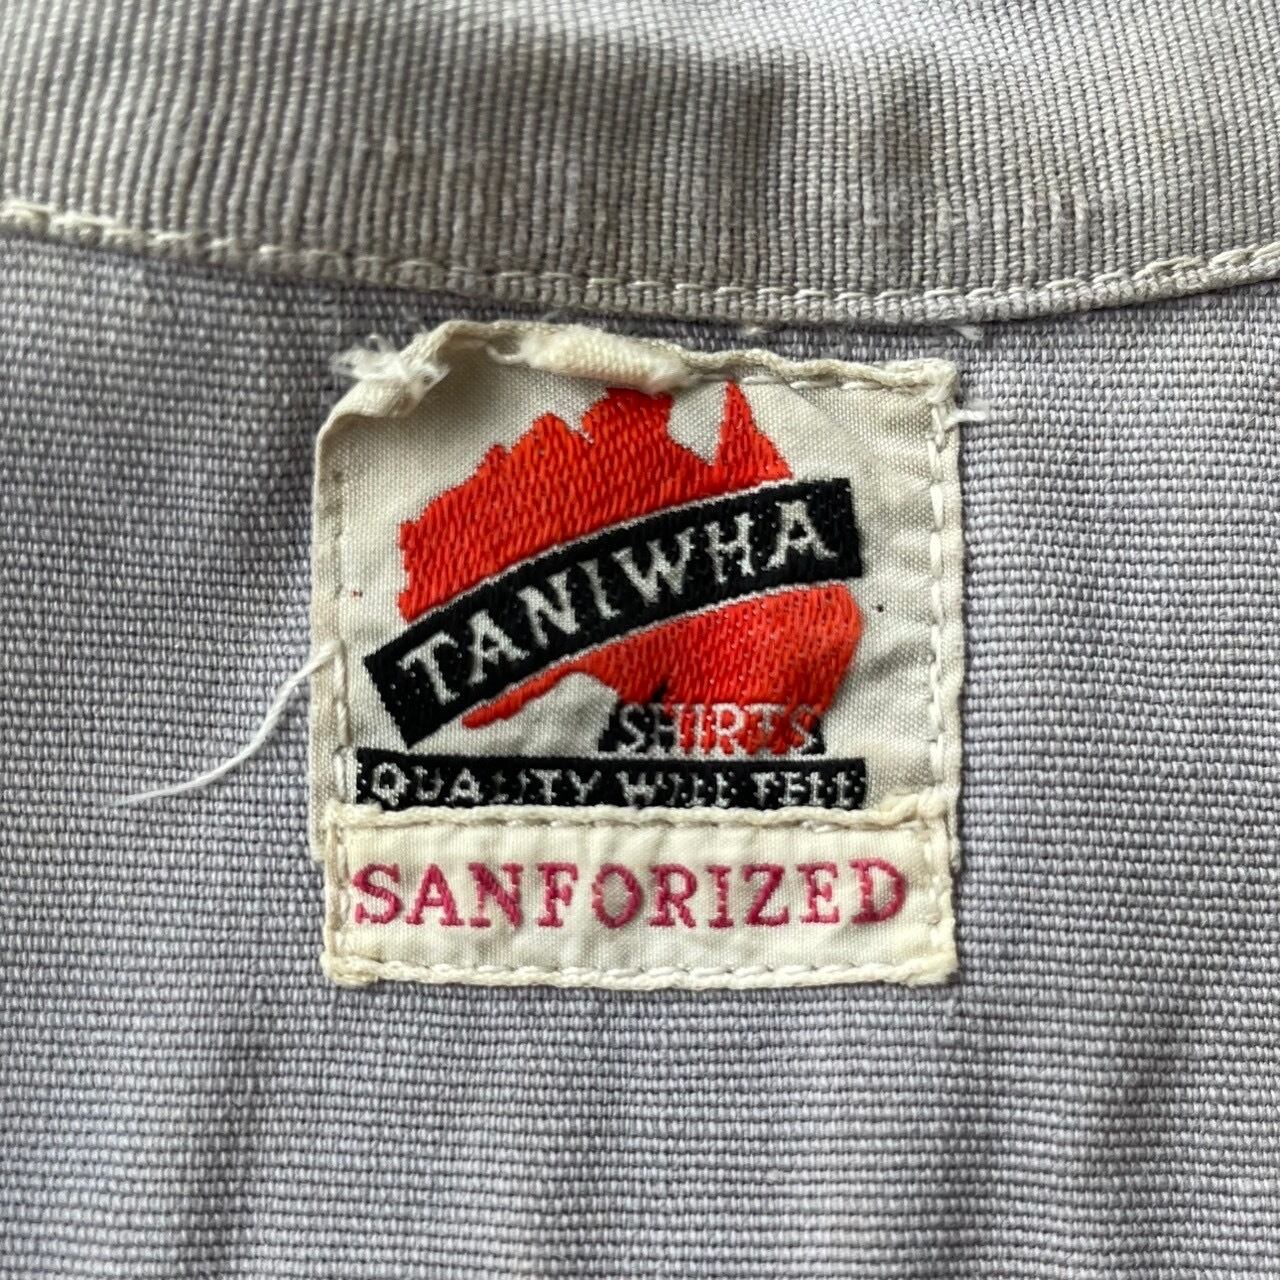 TANIWHA
SHIRTS
QUALITY WILL TELL
SANFORIZED